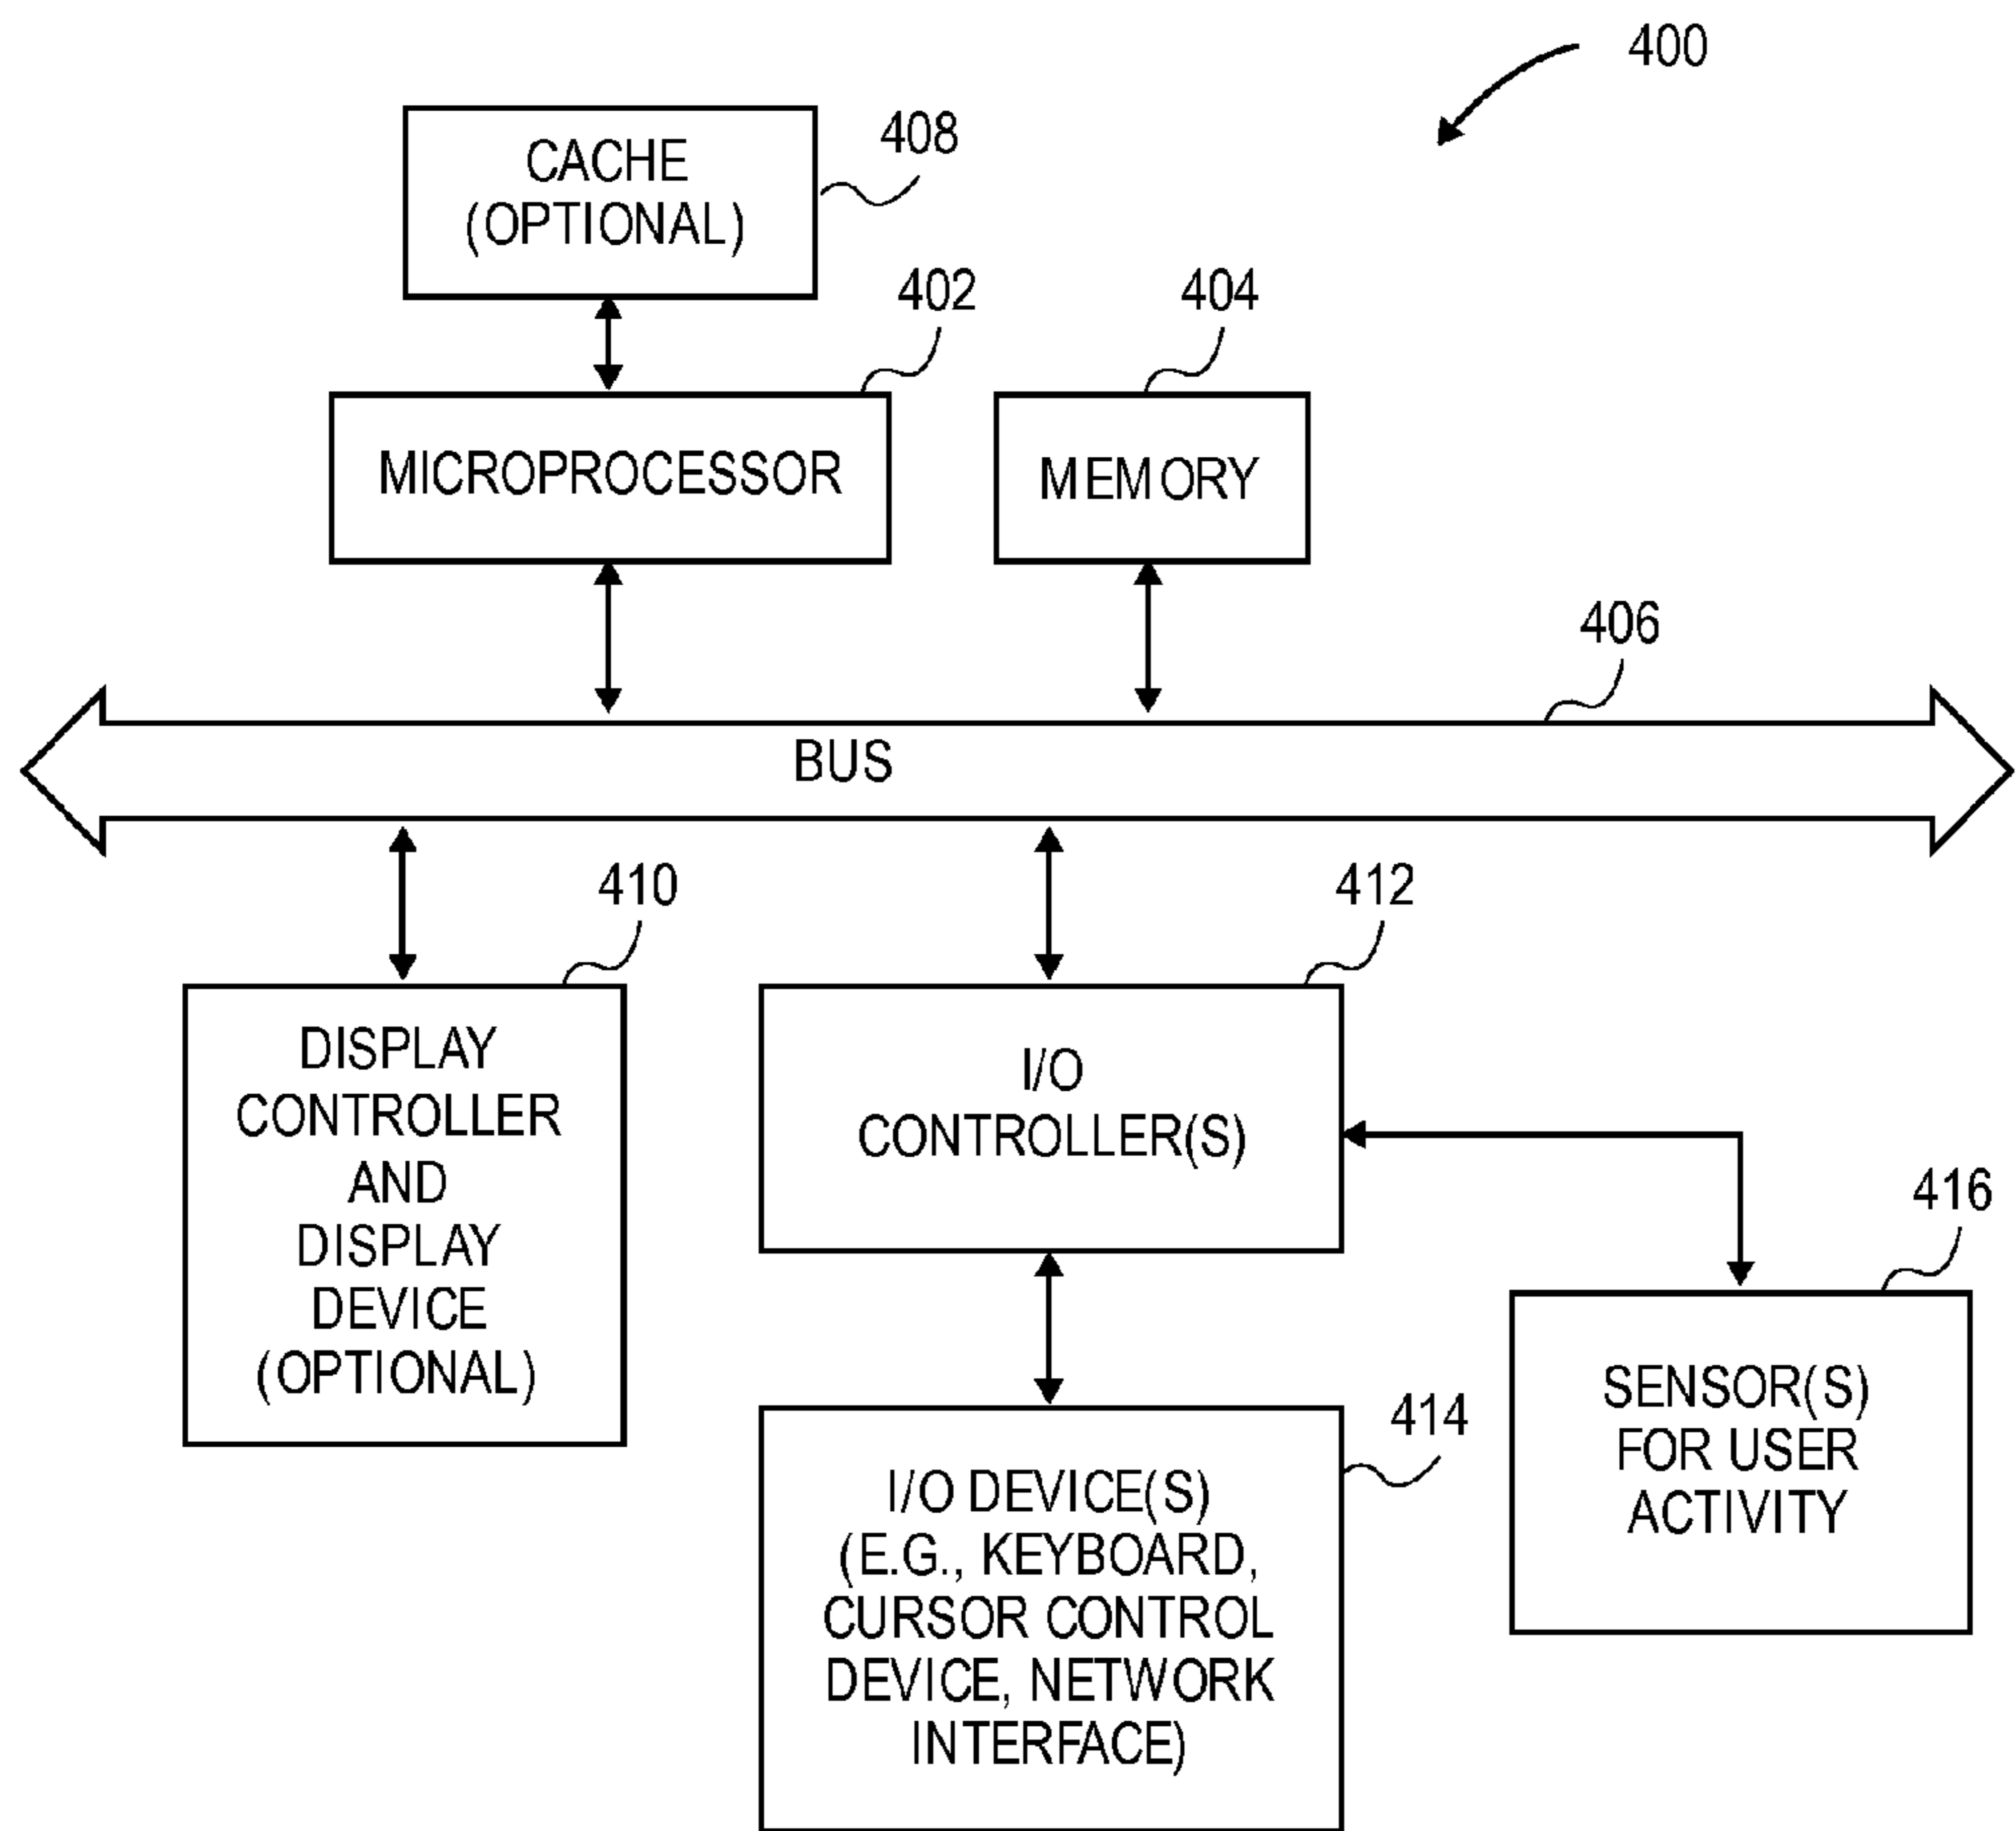 400
408
CACHE
(OPTIONAL)
402
404
MICROPROCESSOR
MEMORY
406
BUS
410
412
DISPLAY
CONTROLLER
AND
DISPLAY
DEVICE
(OPTIONAL)
I/O
CONTROLLER(S)
416
SENSOR(S)
FOR USER
ACTIVITY
414
I/O DEVICE(S)
(E.G., KEYBOARD,
CURSOR CONTROL
DEVICE, NETWORK
INTERFACE)